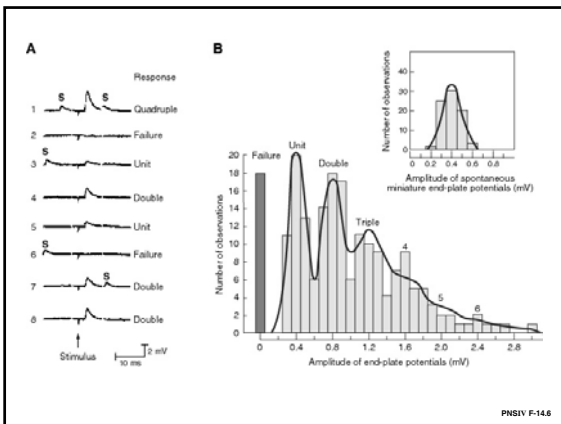 A
Response
S
S
1
Quadruple
2
Failure
S
3
Unit
4
Double
5
Unit
S
6
Failure
S
7
Double
8
Double
Stimulus
2 mV
10 ms
B
Number of observations
40
30
20
10
0
0.2
0.4
0.6
0.8
Amplitude of spontaneous
miniature end-plate potentials (mV)
Number of observations
20
18
16
14
12
10
8
6
4
2
0
Failure
Unit
Double
Triple
4
5
6
0
0.4
0.8
1.2
1.6
2.0
2.4
2.8
Amplitude of end-plate potentials (mV)
PNSIV F-14.6